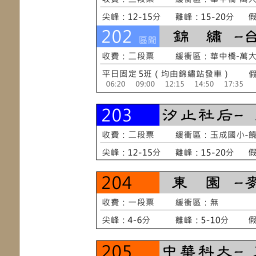 尖峰：12-15分 離峰：15-20分 假
202 區間 錦 繡 -台
收費：二段票 緩衝區：華中橋-萬大
平日固定 5班（均由錦繡站發車） 假
06:20 09:00 12:15 14:50 17:35
203 汐止社后-
收費：二段票 緩衝區：玉成國小-饒
尖峰：12-15分 離峰：15-20分 假
204 東 園 -麥
收費：一段票 緩衝區：無
尖峰：4-6分 離峰：5-10分 假
205 中華科大-